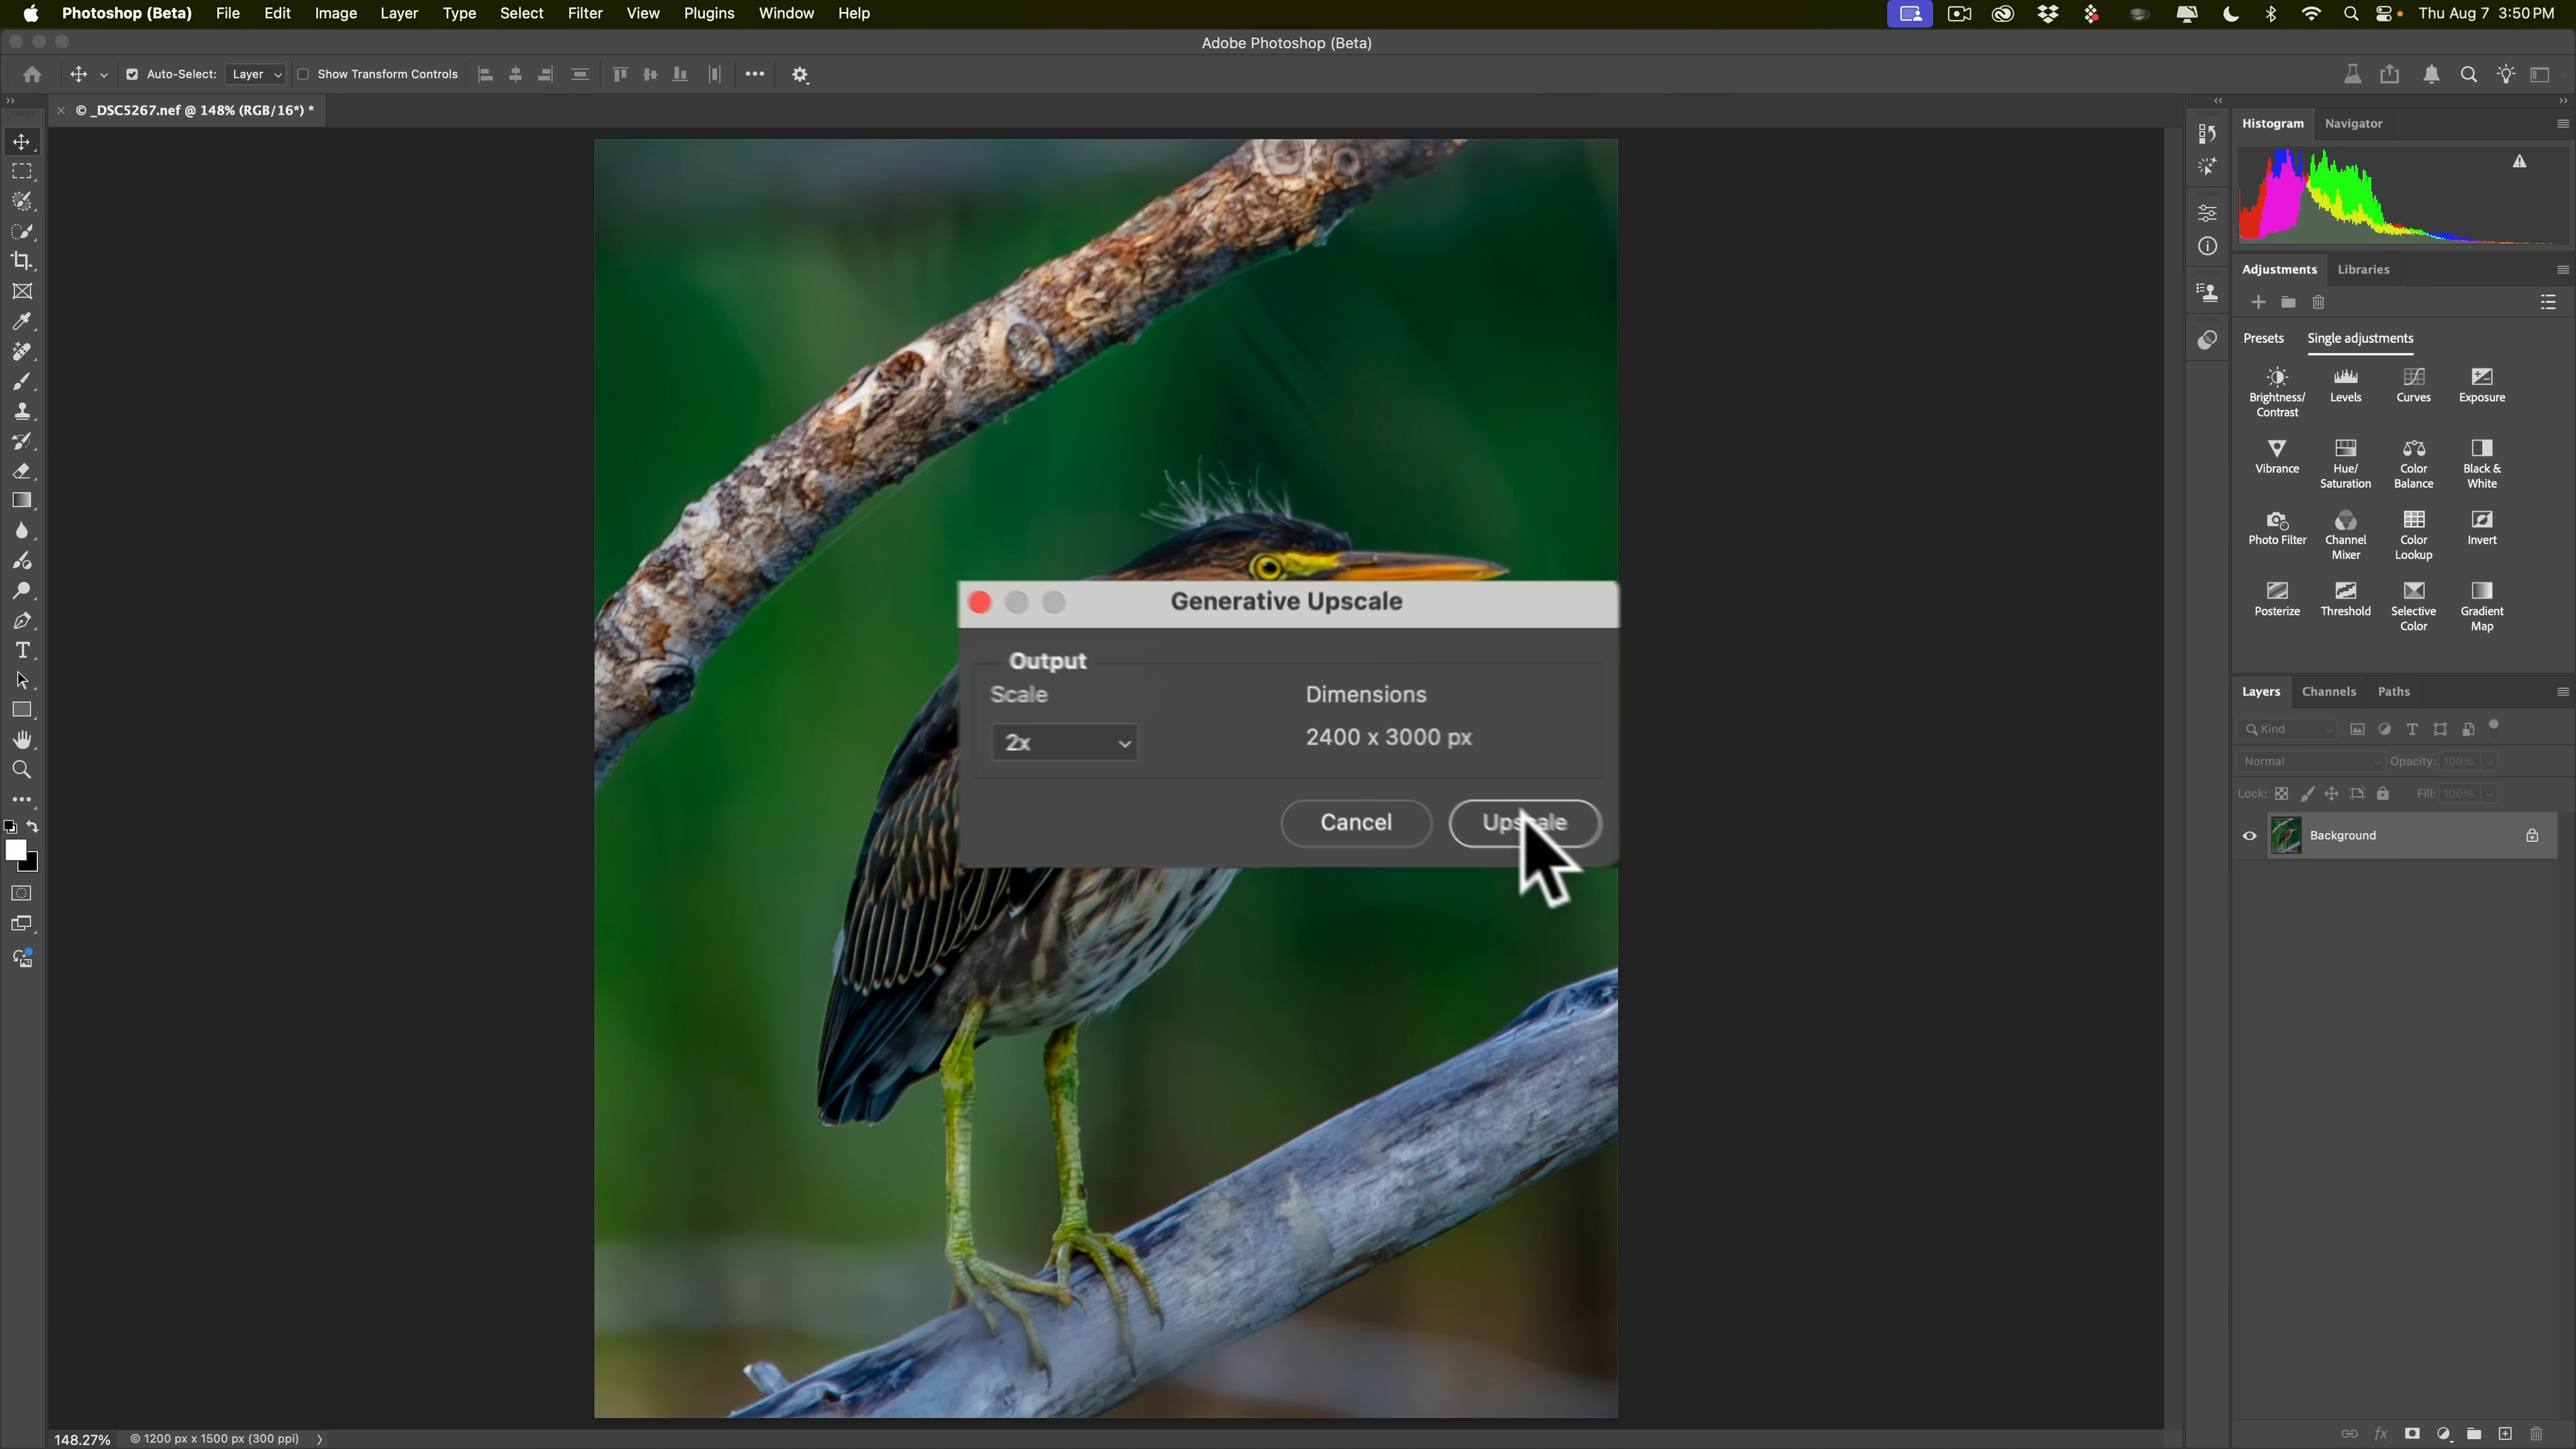 Photoshop (Beta) File Edit Image Layer Type Select Filter View Plugins Window Help Thu Aug 7 3:50 PM
Adobe Photoshop (Beta)
Auto-Select: Layer Show Transform Controls
© _DSC5267.nef @ 148% (RGB/16*) *
Histogram Navigator
Adjustments Libraries
Presets Single adjustments
Brightness/
Contrast
Levels
Curves
Exposure
Vibrance
Hue/
Saturation
Color
Balance
Black &
White
Photo Filter
Channel
Mixer
Color
Lookup
Invert
Posterize
Threshold
Selective
Color
Gradient
Map
Generative Upscale
Output
Scale Dimensions
2x 2400 x 3000 px
Cancel Upscale
Layers Channels Paths
Kind
Normal Opacity: 100%
Lock: Fill: 100%
Background
148.27% © 1200 px x 1500 px (300 ppi)